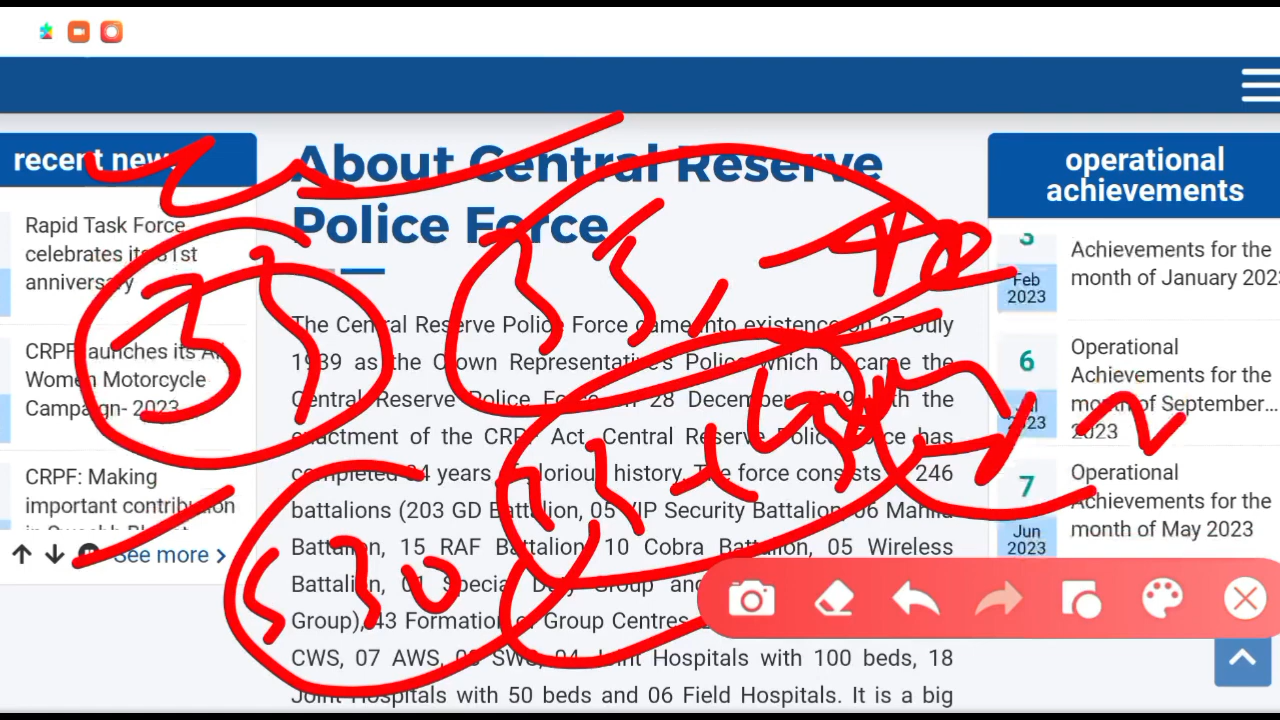 recent news
Rapid Task Force
celebrates its 31st
anniversary
CRPF launches its All
Women Motorcycle
Campaign- 2023
CRPF: Making
important contribution
See more
About Central Reserve
Police Force
The Central Reserve Police Force came into existence on 27 July
1939 as the Crown Representative's Police which became the
Central Reserve Police Force on 28 December 1949 with the
enactment of the CRPF Act. Central Reserve Police Force has
completed 84 years of glorious history. The force consists of 246
battalions (203 GD Battalion, 05 VIP Security Battalion, 06 Mahila
Battalion, 15 RAF Battalion, 10 Cobra Battalion, 05 Wireless
Battalion, 01 Special Duty Group and
Group), 43 Formation of Group Centres
CWS, 07 AWS, SWS, 04 Joint Hospitals with 100 beds, 18
Joint Hospitals with 50 beds and 06 Field Hospitals. It is a big
operational
achievements
3
Feb
2023
Achievements for the
month of January 2023
6
Jul
2023
Operational
Achievements for the
month of September...
2023
7
Jun
2023
Operational
Achievements for the
month of May 2023